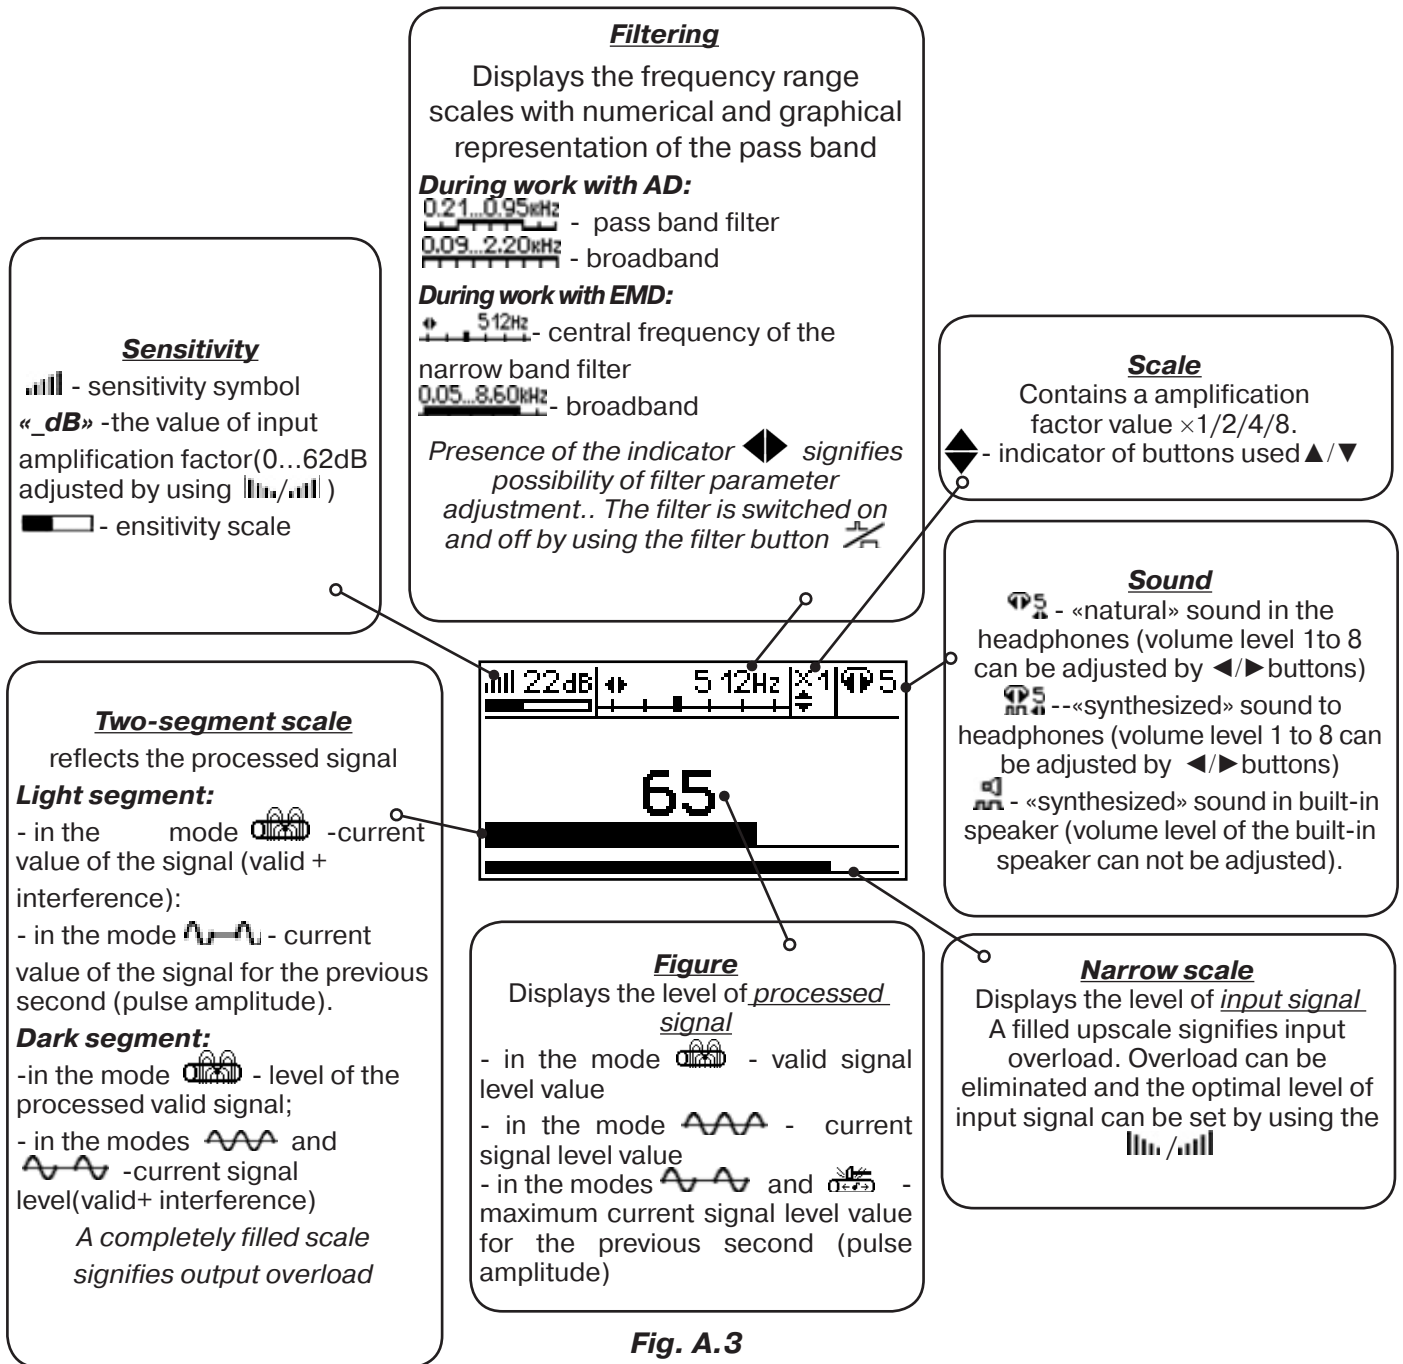 Filtering
Displays the frequency range
scales with numerical and graphical
representation of the pass band
During work with AD:
0.21...0.95кHz - pass band filter
0.09...2.20кHz - broadband
During work with EMD:
512Hz - central frequency of the
narrow band filter
0.05...8.60kHz - broadband
Presence of the indicator ◀▶ signifies
possibility of filter parameter
adjustment.. The filter is switched on
and off by using the filter button
Sensitivity
- sensitivity symbol
«_dB» -the value of input
amplification factor(0...62dB
adjusted by using / )
- ensitivity scale
Scale
Contains a amplification
factor value ×1/2/4/8.
- indicator of buttons used▲/▼
Sound
5 - «natural» sound in the
headphones (volume level 1to 8
can be adjusted by ◄/►buttons)
5 --«synthesized» sound to
headphones (volume level 1 to 8 can
be adjusted by ◄/►buttons)
- «synthesized» sound in built-in
speaker (volume level of the built-in
speaker can not be adjusted).
22dB 512Hz X1 5
65
Two-segment scale
reflects the processed signal
Light segment:
- in the mode -current
value of the signal (valid +
interference):
- in the mode - current
value of the signal for the previous
second (pulse amplitude).
Dark segment:
-in the mode - level of the
processed valid signal;
- in the modes and
-current signal
level(valid+ interference)
A completely filled scale
signifies output overload
Figure
Displays the level of processed
signal
- in the mode - valid signal
level value
- in the mode - current
signal level value
- in the modes and -
maximum current signal level value
for the previous second (pulse
amplitude)
Narrow scale
Displays the level of input signal
A filled upscale signifies input
overload. Overload can be
eliminated and the optimal level of
input signal can be set by using the
/
Fig. A.3